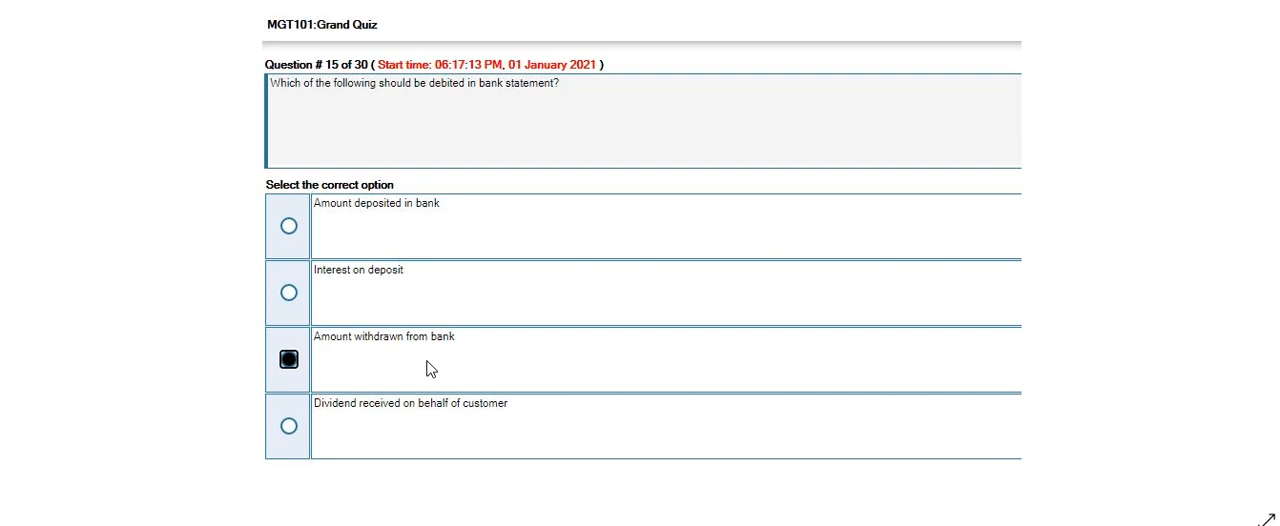 MGT101:Grand Quiz
Question # 15 of 30 ( Start time: 06:17:13 PM, 01 January 2021 )
Which of the following should be debited in bank statement?
Select the correct option
Amount deposited in bank
Interest on deposit
Amount withdrawn from bank
Dividend received on behalf of customer